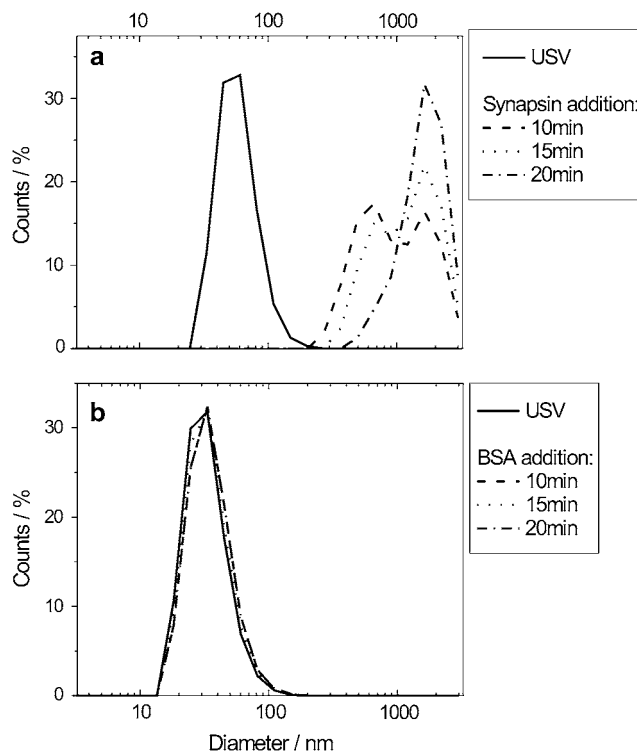 10 100 1000
a
30
20
10
0
Counts / %
USV
Synapsin addition:
10min
15min
20min
b
30
20
10
0
Counts / %
10 100 1000
Diameter / nm
USV
BSA addition:
10min
15min
20min